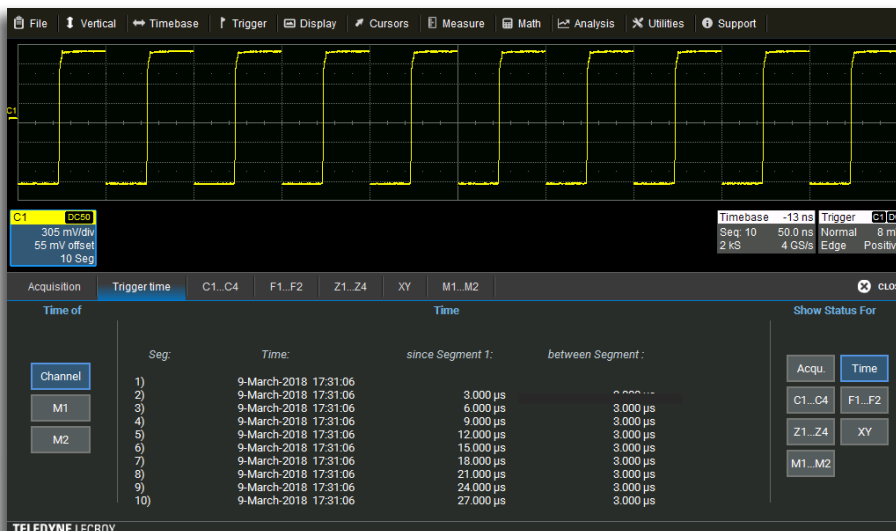 File Vertical Timebase Trigger Display Cursors Measure Math Analysis Utilities Support
C1
C1 DC50
305 mV/div
55 mV offset
10 Seg
Timebase -13 ns
Seq: 10 50.0 ns
2 kS 4 GS/s
Trigger C1
Normal 8 m
Edge Positiv
Acquisition Trigger time C1...C4 F1...F2 Z1...Z4 XY M1...M2 CLO
Time of
Channel
M1
M2
Time
Seg: Time: since Segment 1: between Segment :
1) 9-March-2018 17:31:06
2) 9-March-2018 17:31:06 3.000 µs
3) 9-March-2018 17:31:06 6.000 µs 3.000 µs
4) 9-March-2018 17:31:06 9.000 µs 3.000 µs
5) 9-March-2018 17:31:06 12.000 µs 3.000 µs
6) 9-March-2018 17:31:06 15.000 µs 3.000 µs
7) 9-March-2018 17:31:06 18.000 µs 3.000 µs
8) 9-March-2018 17:31:06 21.000 µs 3.000 µs
9) 9-March-2018 17:31:06 24.000 µs 3.000 µs
10) 9-March-2018 17:31:06 27.000 µs 3.000 µs
Show Status For
Acqu. Time
C1...C4 F1...F2
Z1...Z4 XY
M1...M2
TELEDYNE LECROY